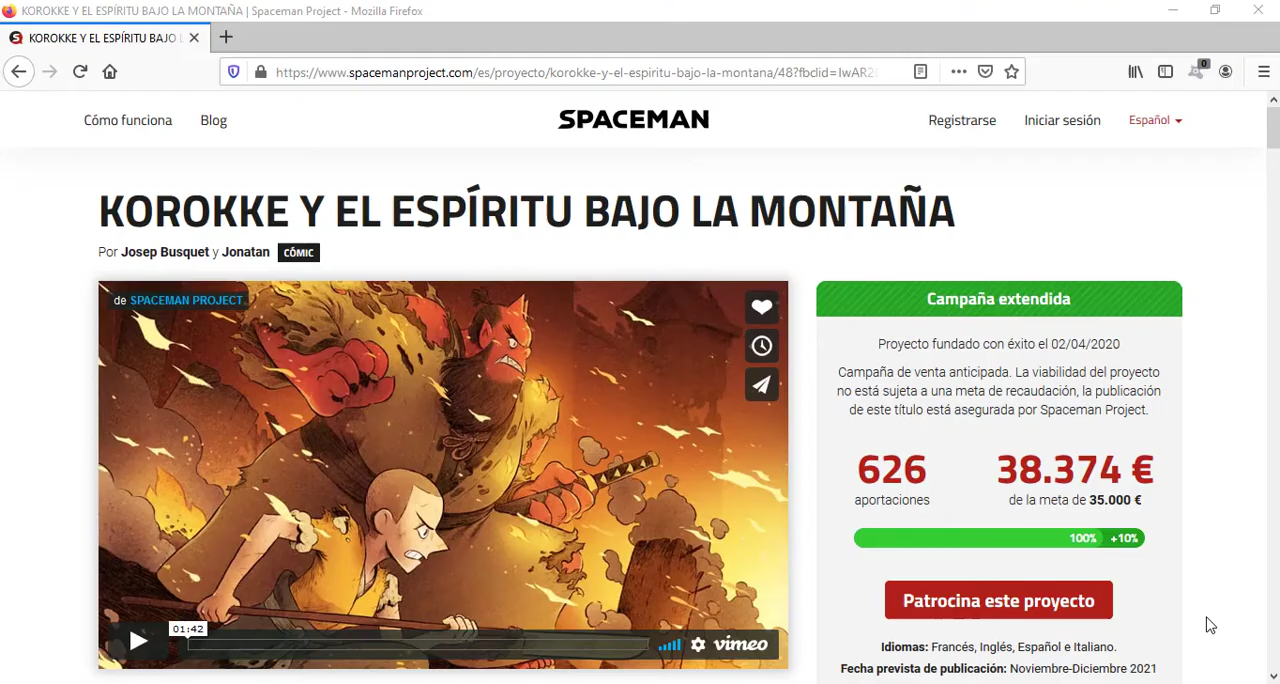 KOROKKE Y EL ESPÍRITU BAJO LA MONTAÑA | Spaceman Project - Mozilla Firefox
KOROKKE Y EL ESPÍRITU BAJO L
https://www.spacemanproject.com/es/proyecto/korokke-y-el-espiritu-bajo-la-montana/48?fbclid=IwAR2
0
Cómo funciona
Blog
SPACEMAN
Registrarse
Iniciar sesión
Español
KOROKKE Y EL ESPÍRITU BAJO LA MONTAÑA
Por Josep Busquet y Jonatan CÓMIC
de SPACEMAN PROJECT
01:42
vimeo
Campaña extendida
Proyecto fundado con éxito el 02/04/2020
Campaña de venta anticipada. La viabilidad del proyecto
no está sujeta a una meta de recaudación, la publicación
de este título está asegurada por Spaceman Project.
626
aportaciones
38.374 €
de la meta de 35.000 €
100% +10%
Patrocina este proyecto
Idiomas: Francés, Inglés, Español e Italiano.
Fecha prevista de publicación: Noviembre-Diciembre 2021